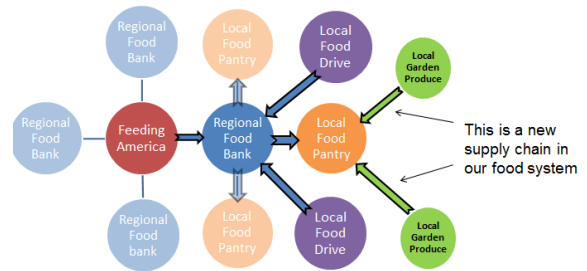 Regional
Food
Bank
Local
Food
Pantry
Local
Food
Drive
Local
Garden
Produce
Regional
Food
Bank
Feeding
America
Regional
Food
Bank
Local
Food
Pantry
This is a new
supply chain in
our food system
Regional
Food
bank
Local
Food
Pantry
Local
Food
Drive
Local
Garden
Produce